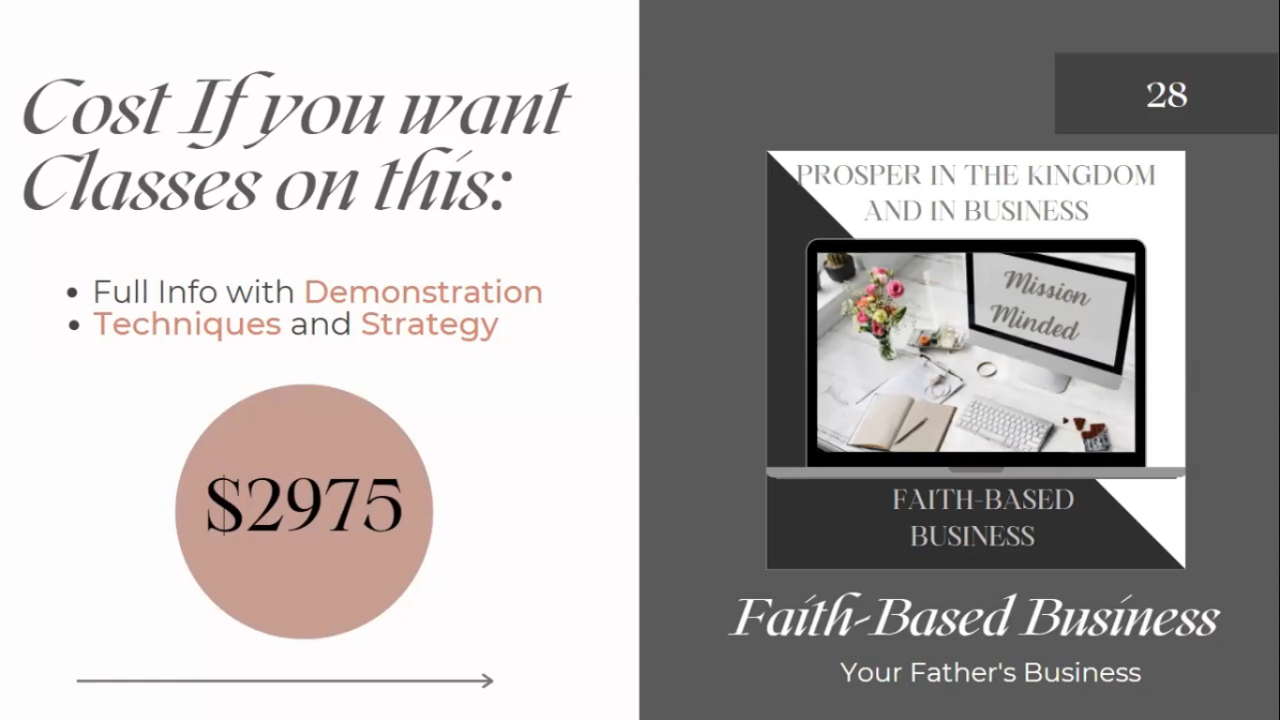 Cost If you want
Classes on this:
• Full Info with Demonstration
• Techniques and Strategy
$2975
28
PROSPER IN THE KINGDOM
AND IN BUSINESS
Mission
Minded
FAITH-BASED
BUSINESS
Faith-Based Business
Your Father's Business